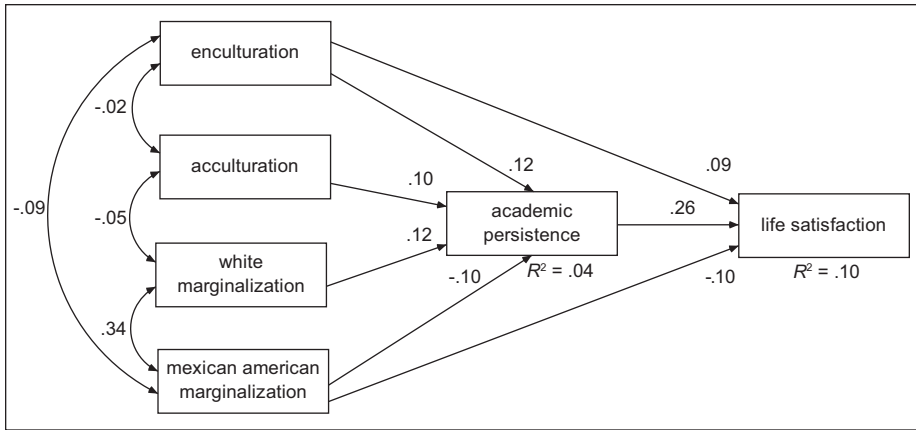 enculturation
-.02
acculturation
.12
.09
.10
-.09
-.05
academic
persistence
.26
life satisfaction
.12
white
marginalization
R² = .04
-.10
-.10
R² = .10
.34
mexican american
marginalization